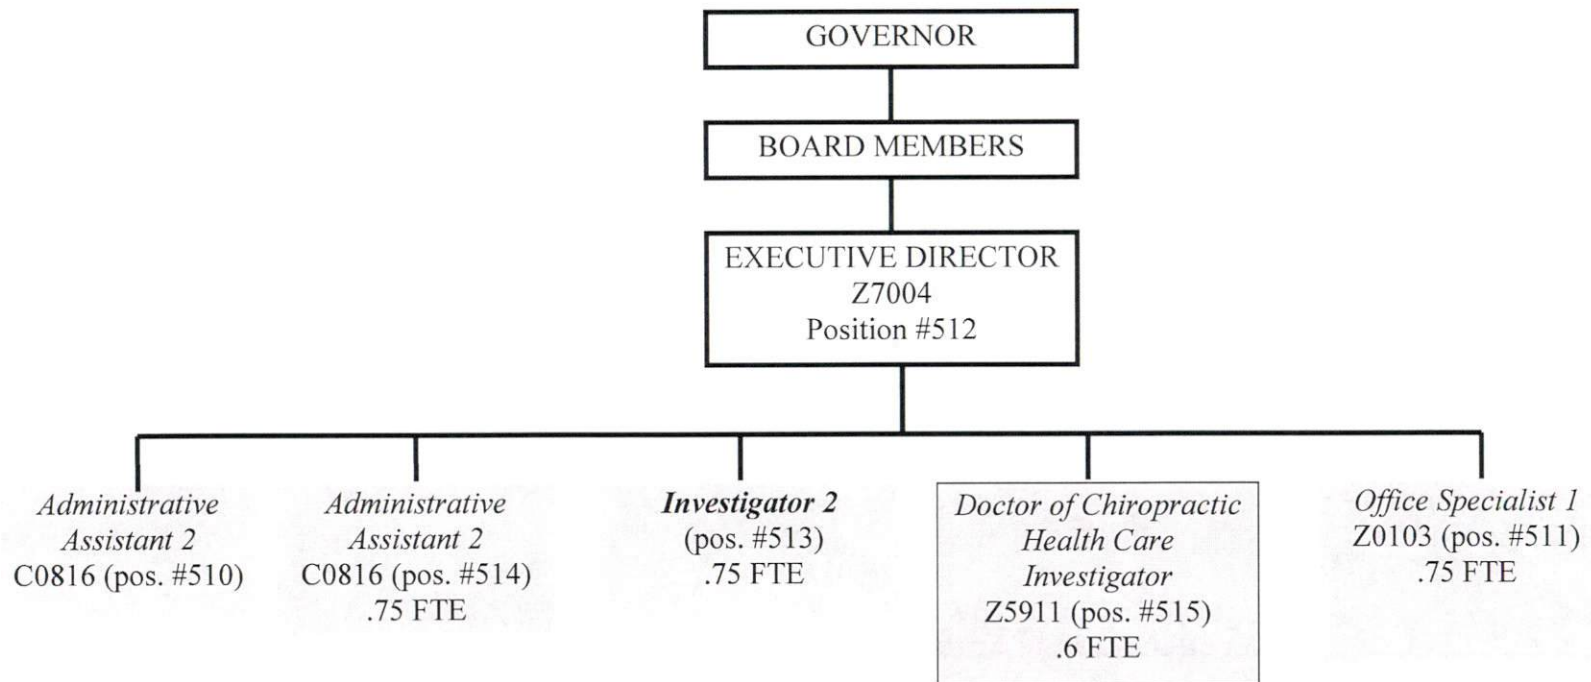 GOVERNOR
BOARD MEMBERS
EXECUTIVE DIRECTOR
Z7004
Position #512
Administrative
Assistant 2
C0816 (pos. #510)
Administrative
Assistant 2
C0816 (pos. #514)
.75 FTE
Investigator 2
(pos. #513)
.75 FTE
Doctor of Chiropractic
Health Care
Investigator
Z5911 (pos. #515)
.6 FTE
Office Specialist 1
Z0103 (pos. #511)
.75 FTE